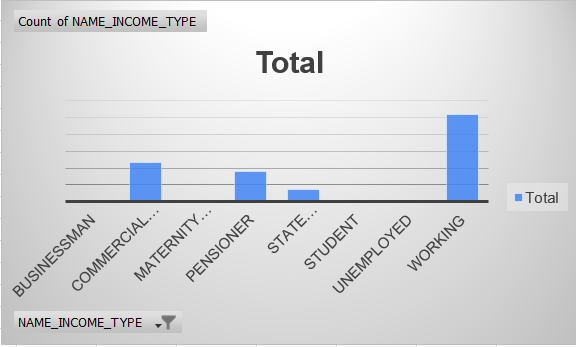 Count of NAME_INCOME_TYPE
Total
Total
BUSINESSMAN
COMMERCIAL...
MATERNITY...
PENSIONER
STATE...
STUDENT
UNEMPLOYED
WORKING
NAME_INCOME_TYPE